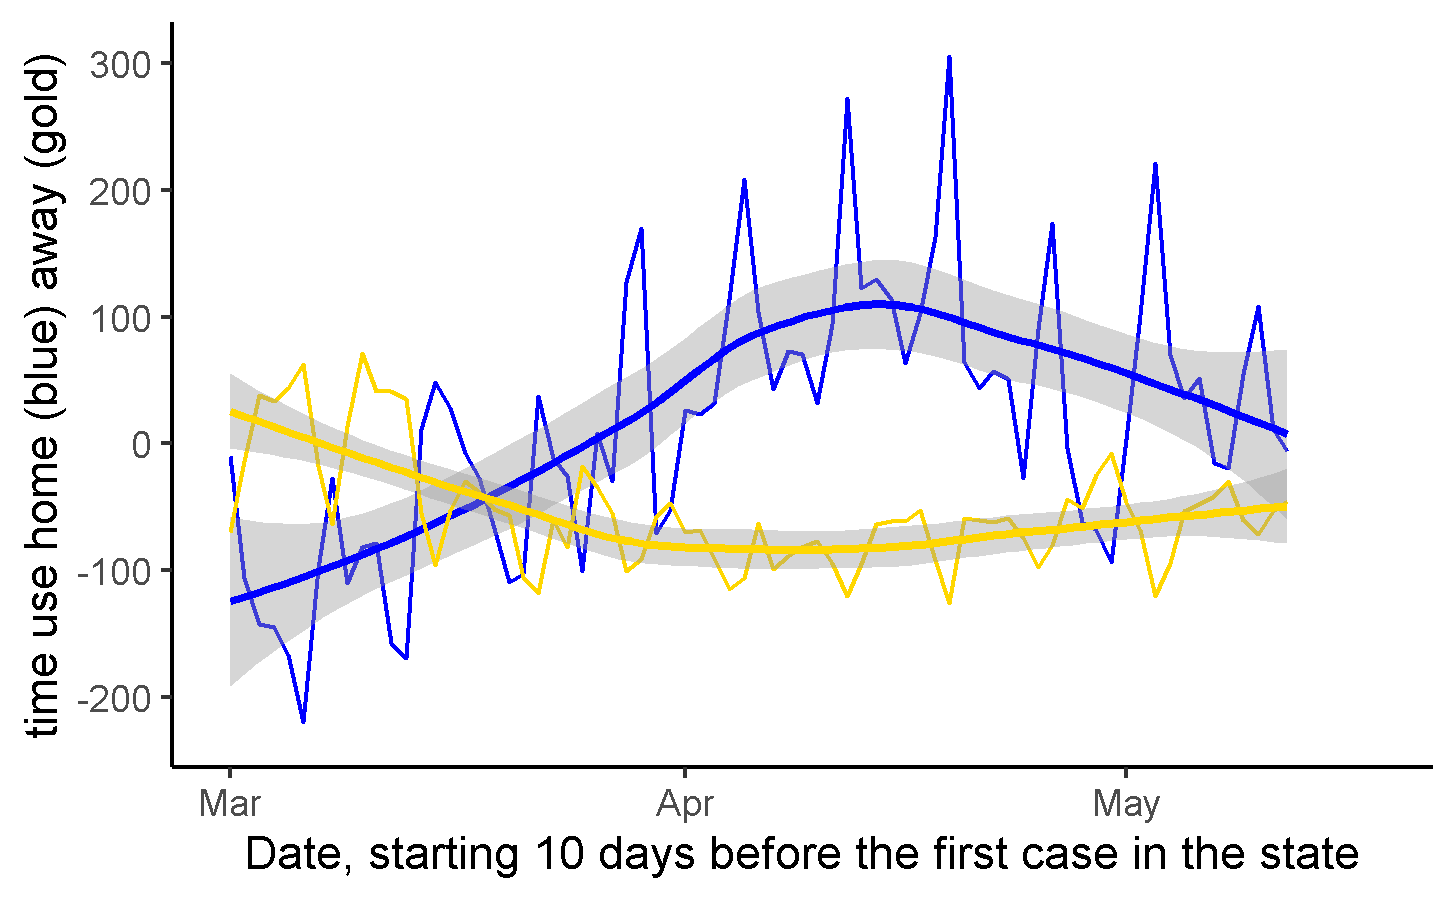 time use home (blue) away (gold)
300
200
100
0
-100
-200
Mar
Apr
May
Date, starting 10 days before the first case in the state